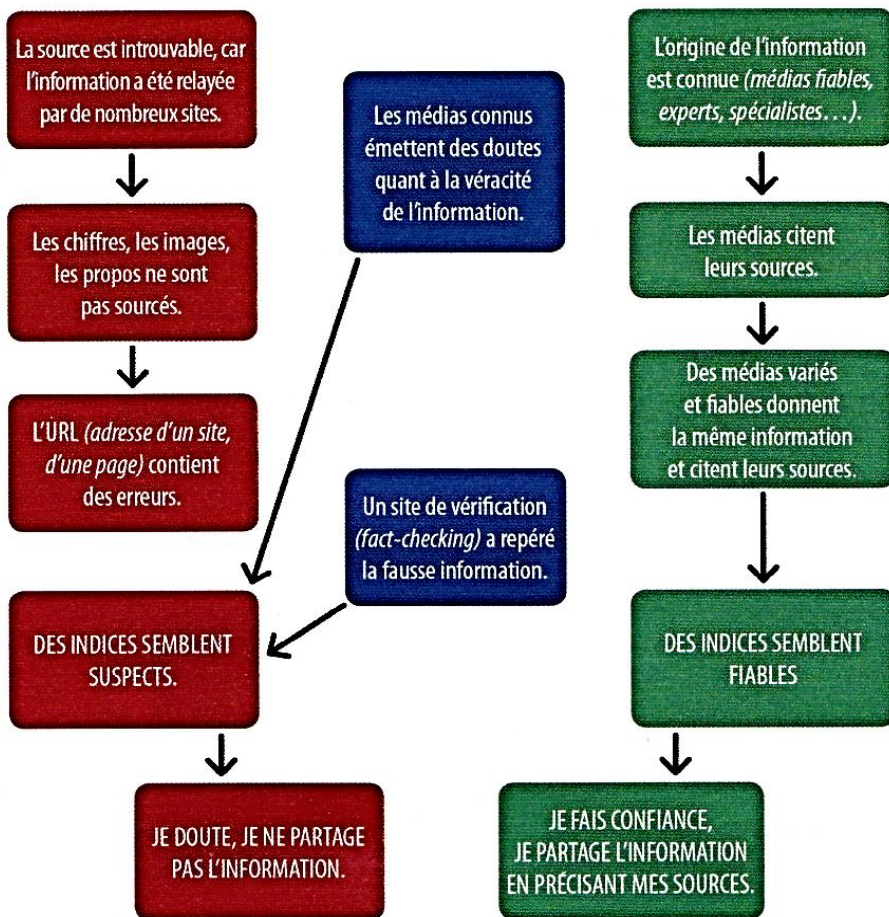 La source est introuvable, car
l'information a été relayée
par de nombreux sites.
Les chiffres, les images,
les propos ne sont
pas sourcés.
L'URL (adresse d'un site,
d'une page) contient
des erreurs.
DES INDICES SEMBLENT
SUSPECTS.
JE DOUTE, JE NE PARTAGE
PAS L'INFORMATION.
Les médias connus
émettent des doutes
quant à la véracité
de l'information.
Un site de vérification
(fact-checking) a repéré
la fausse information.
L'origine de l'information
est connue (médias fiables,
experts, spécialistes…).
Les médias citent
leurs sources.
Des médias variés
et fiables donnent
la même information
et citent leurs sources.
DES INDICES SEMBLENT
FIABLES
JE FAIS CONFIANCE,
JE PARTAGE L'INFORMATION
EN PRÉCISANT MES SOURCES.